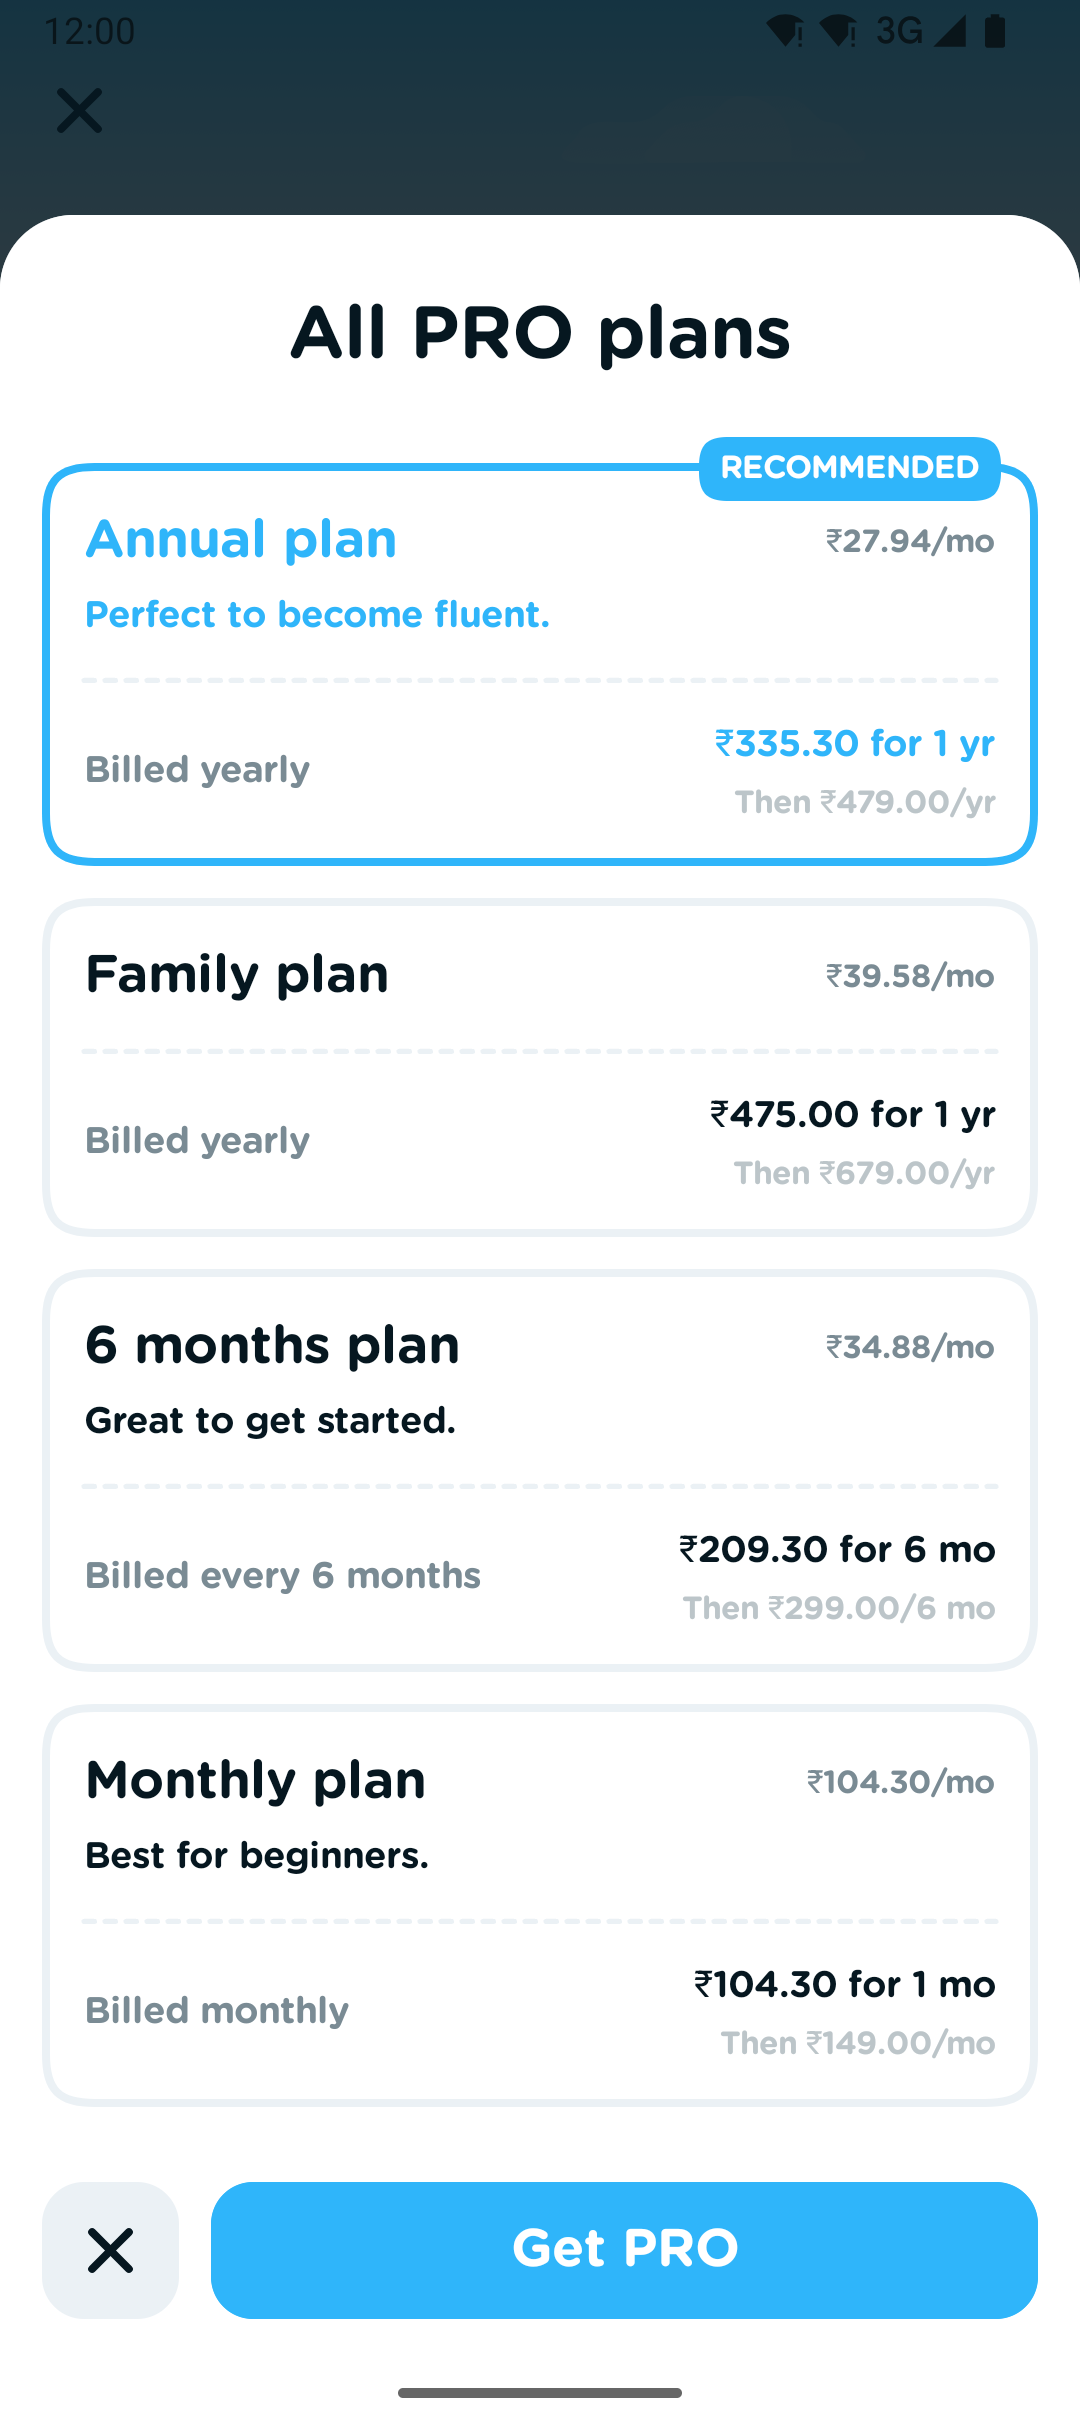 12:00
3G
All PRO plans
RECOMMENDED
Annual plan
₹27.94/mo
Perfect to become fluent.
Billed yearly
₹335.30 for 1 yr
Then ₹479.00/yr
Family plan
₹39.58/mo
Billed yearly
₹475.00 for 1 yr
Then ₹679.00/yr
6 months plan
₹34.88/mo
Great to get started.
Billed every 6 months
₹209.30 for 6 mo
Then ₹299.00/6 mo
Monthly plan
₹104.30/mo
Best for beginners.
Billed monthly
₹104.30 for 1 mo
Then ₹149.00/mo
Get PRO